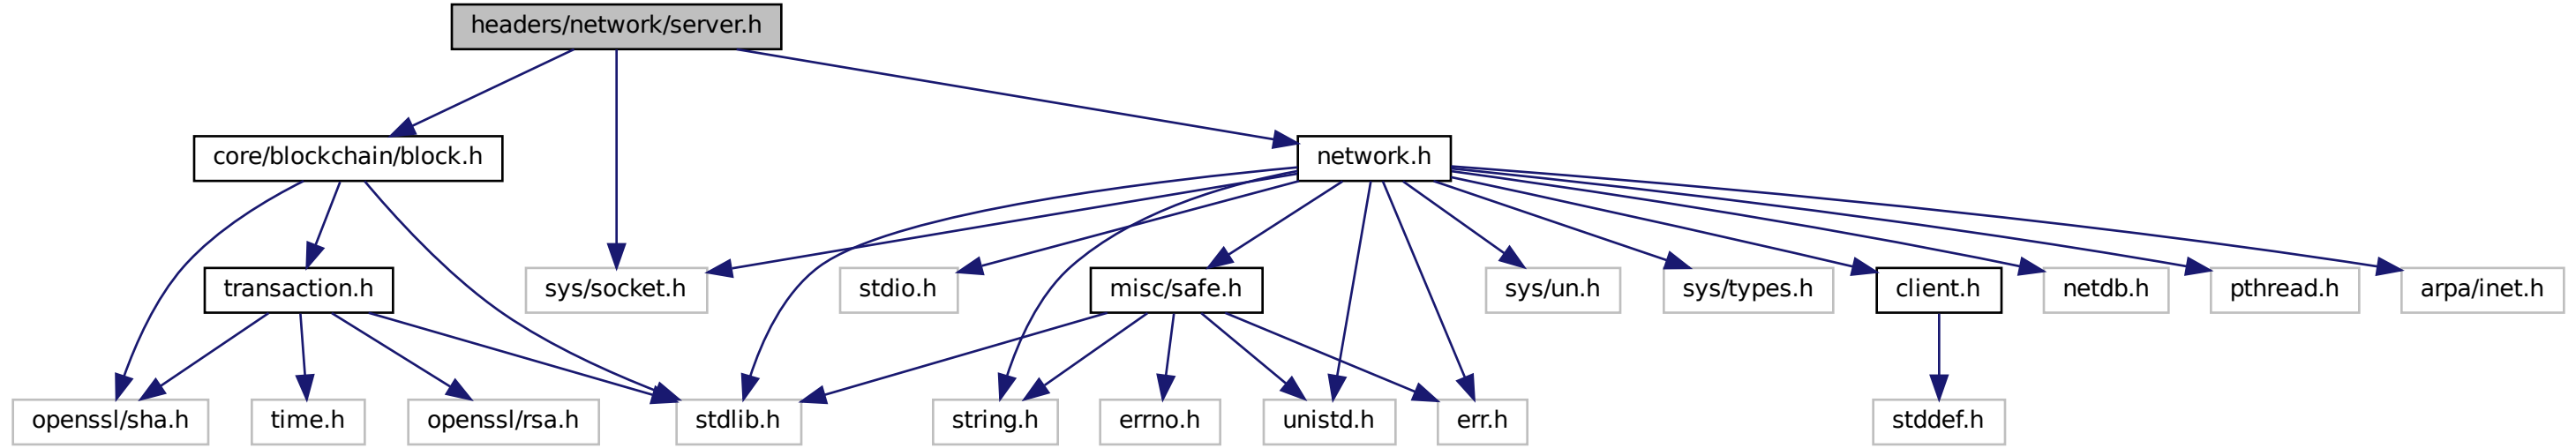 headers/network/server.h
core/blockchain/block.h
network.h
transaction.h
sys/socket.h
stdio.h
misc/safe.h
sys/un.h
sys/types.h
client.h
netdb.h
pthread.h
arpa/inet.h
openssl/sha.h
time.h
openssl/rsa.h
stdlib.h
string.h
errno.h
unistd.h
err.h
stddef.h